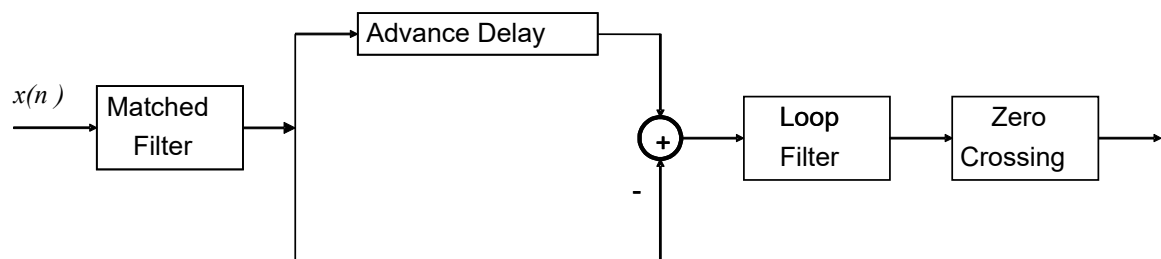 Advance Delay
x(n )
Matched
Filter
+
-
Loop
Filter
Zero
Crossing